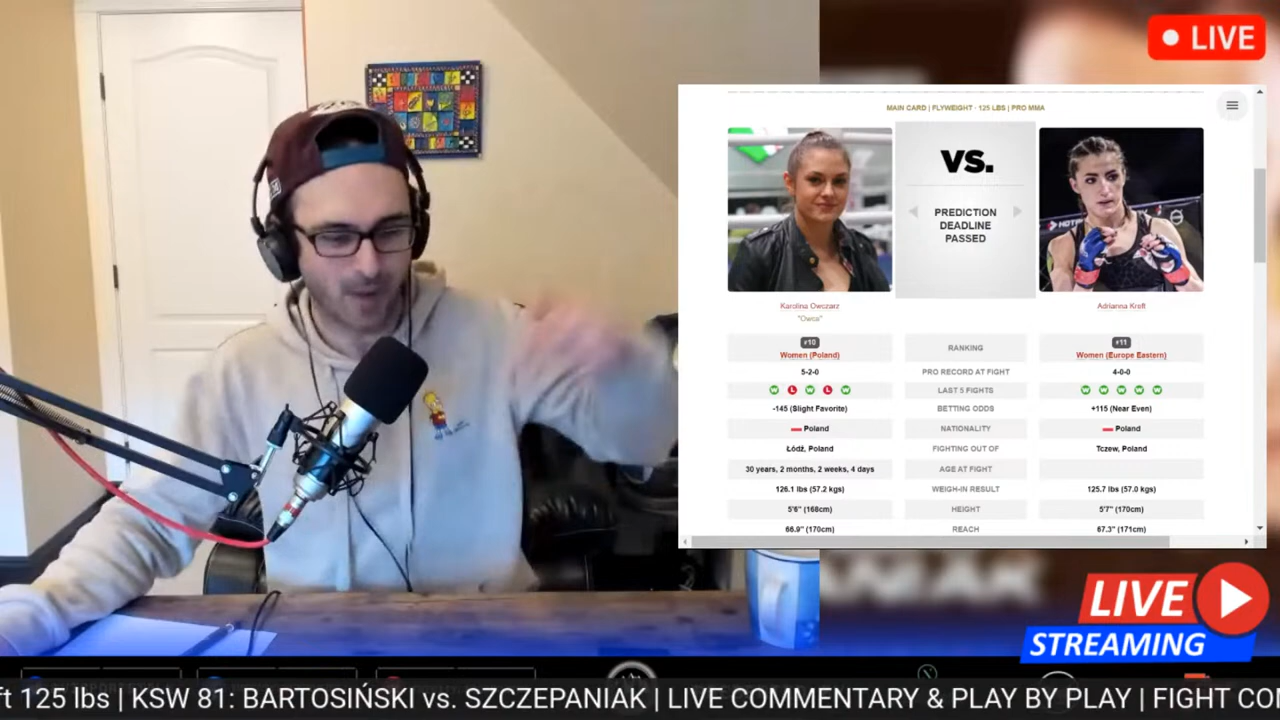 LIVE
MAIN CARD | FLYWEIGHT · 125 LBS | PRO MMA
VS.
PREDICTION
DEADLINE
PASSED
Karolina Owczarz
"Owca"
Adrianna Kreft
#10
Women (Poland)
RANKING
#11
Women (Europe Eastern)
5-2-0
PRO RECORD AT FIGHT
4-0-0
W L W L W
LAST 5 FIGHTS
W W W W W
-145 (Slight Favorite)
BETTING ODDS
+115 (Near Even)
Poland
NATIONALITY
Poland
Łódź, Poland
FIGHTING OUT OF
Tczew, Poland
30 years, 2 months, 2 weeks, 4 days
AGE AT FIGHT
126.1 lbs (57.2 kgs)
WEIGH-IN RESULT
125.7 lbs (57.0 kgs)
5'6" (168cm)
HEIGHT
5'7" (170cm)
66.9" (170cm)
REACH
67.3" (171cm)
LIVE
STREAMING
ft 125 lbs | KSW 81: BARTOSIŃSKI vs. SZCZEPANIAK | LIVE COMMENTARY & PLAY BY PLAY | FIGHT CO